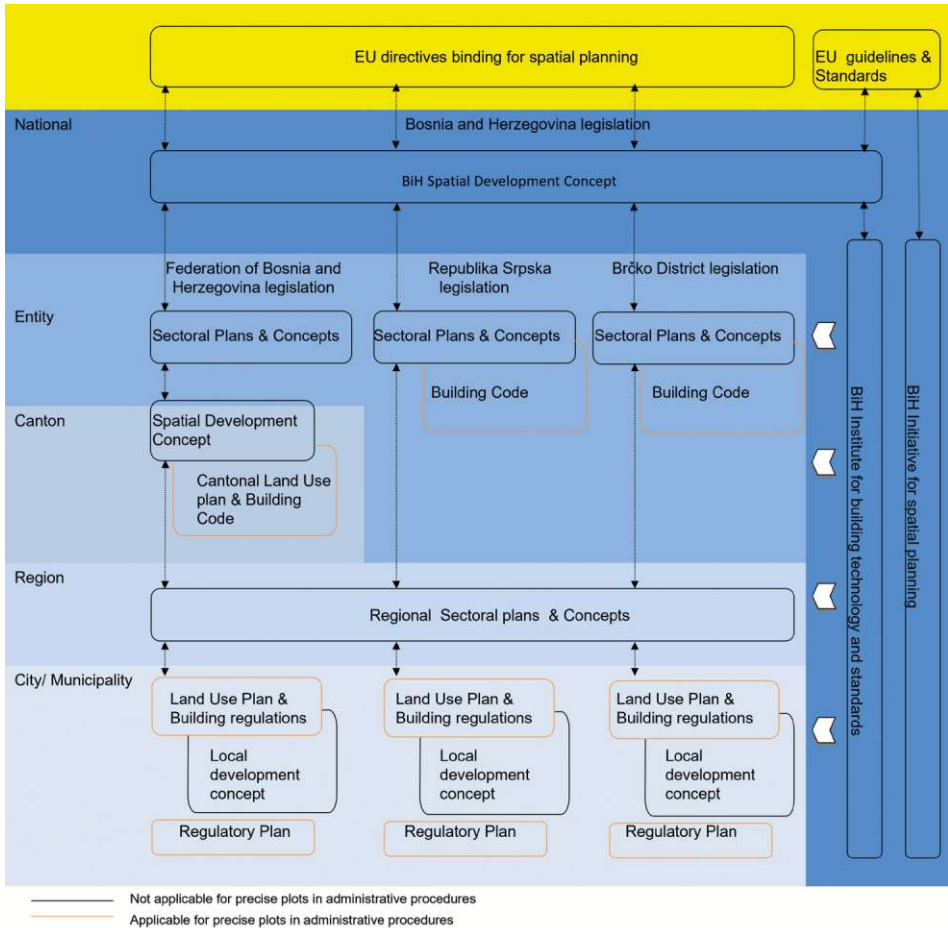 EU directives binding for spatial planning
EU guidelines &
Standards
National
Bosnia and Herzegovina legislation
BiH Spatial Development Concept
Federation of Bosnia and
Herzegovina legislation
Republika Srpska
legislation
Brčko District legislation
Entity
Sectoral Plans & Concepts
Sectoral Plans & Concepts
Sectoral Plans & Concepts
Building Code
Building Code
Canton
Spatial Development
Concept
Cantonal Land Use
plan & Building
Code
BiH Institute for building technology and standards
BiH Initiative for spatial planning
Region
Regional Sectoral plans & Concepts
City/ Municipality
Land Use Plan &
Building regulations
Land Use Plan &
Building regulations
Land Use Plan &
Building regulations
Local
development
concept
Local
development
concept
Local
development
concept
Regulatory Plan
Regulatory Plan
Regulatory Plan
Not applicable for precise plots in administrative procedures
Applicable for precise plots in administrative procedures